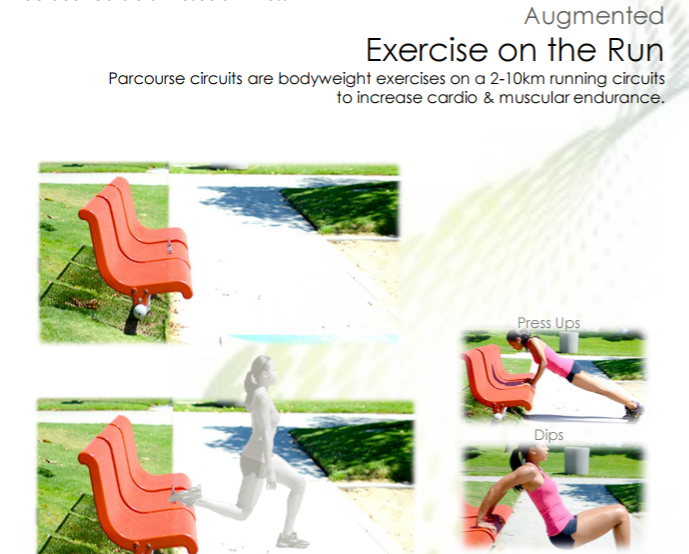 Augmented
Exercise on the Run
Parcourse circuits are bodyweight exercises on a 2-10km running circuits
to increase cardio & muscular endurance.
Press Ups
Dips